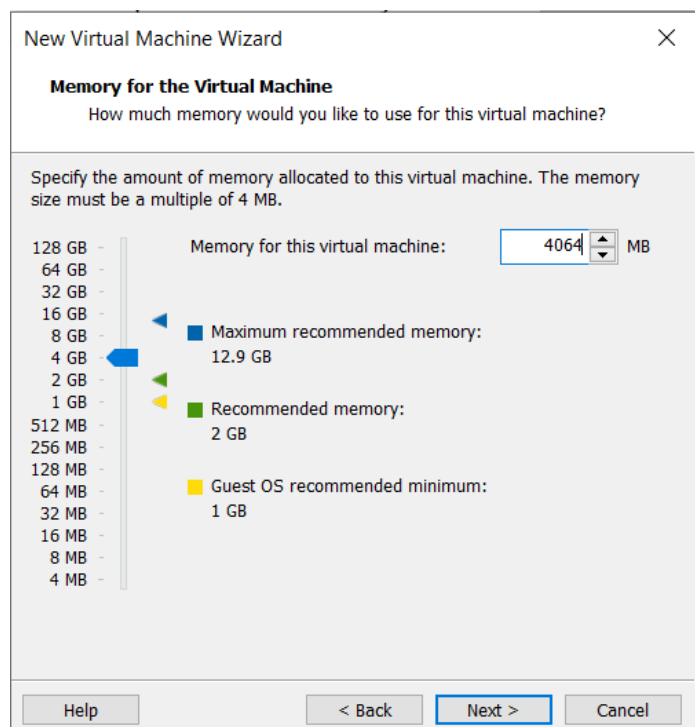 New Virtual Machine Wizard
Memory for the Virtual Machine
How much memory would you like to use for this virtual machine?
Specify the amount of memory allocated to this virtual machine. The memory
size must be a multiple of 4 MB.
Memory for this virtual machine: 4064 MB
128 GB
64 GB
32 GB
16 GB
8 GB
4 GB
2 GB
1 GB
512 MB
256 MB
128 MB
64 MB
32 MB
16 MB
8 MB
4 MB
Maximum recommended memory:
12.9 GB
Recommended memory:
2 GB
Guest OS recommended minimum:
1 GB
Help < Back Next > Cancel